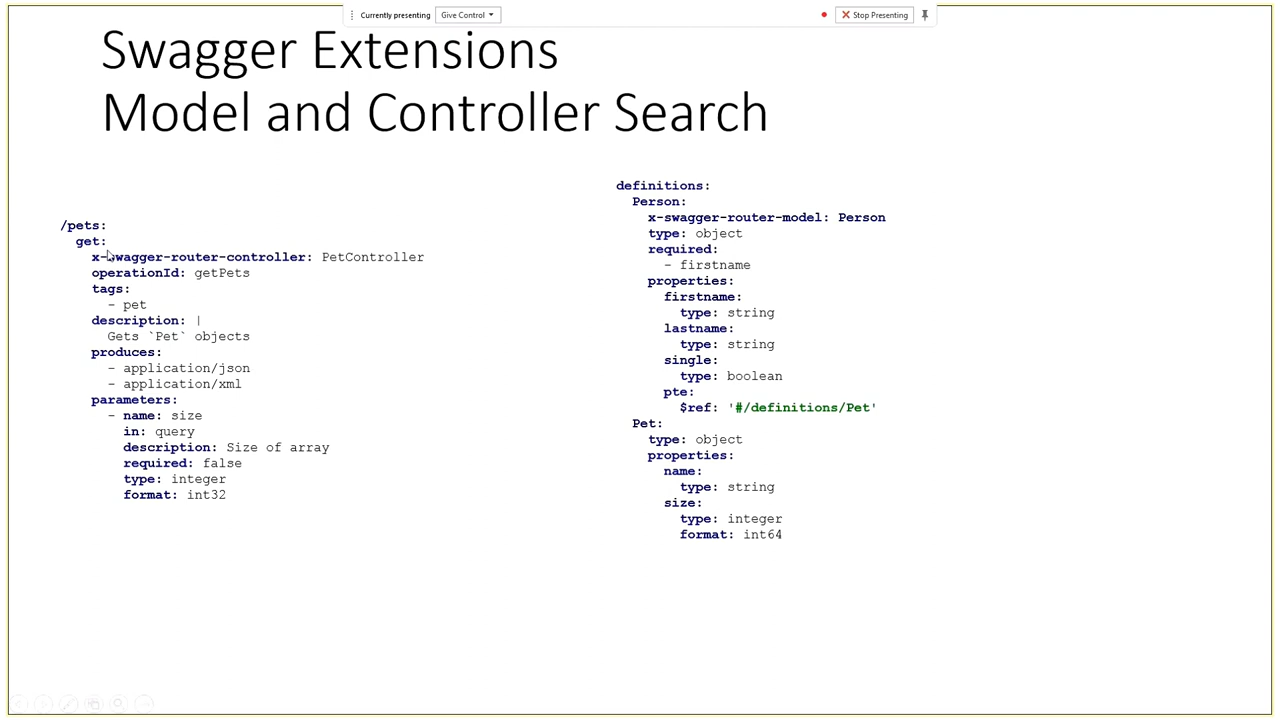 Currently presenting
Give Control
Stop Presenting
Swagger Extensions
Model and Controller Search
/pets:
get:
x-swagger-router-controller: PetController
operationId: getPets
tags:
- pet
description: |
Gets `Pet` objects
produces:
- application/json
- application/xml
parameters:
- name: size
in: query
description: Size of array
required: false
type: integer
format: int32
definitions:
Person:
x-swagger-router-model: Person
type: object
required:
- firstname
properties:
firstname:
type: string
lastname:
type: string
single:
type: boolean
pte:
$ref: '#/definitions/Pet'
Pet:
type: object
properties:
name:
type: string
size:
type: integer
format: int64